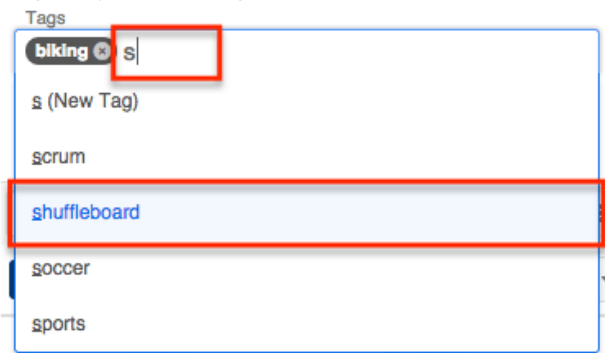 Tags
biking s
s (New Tag)
scrum
shuffleboard
soccer
sports